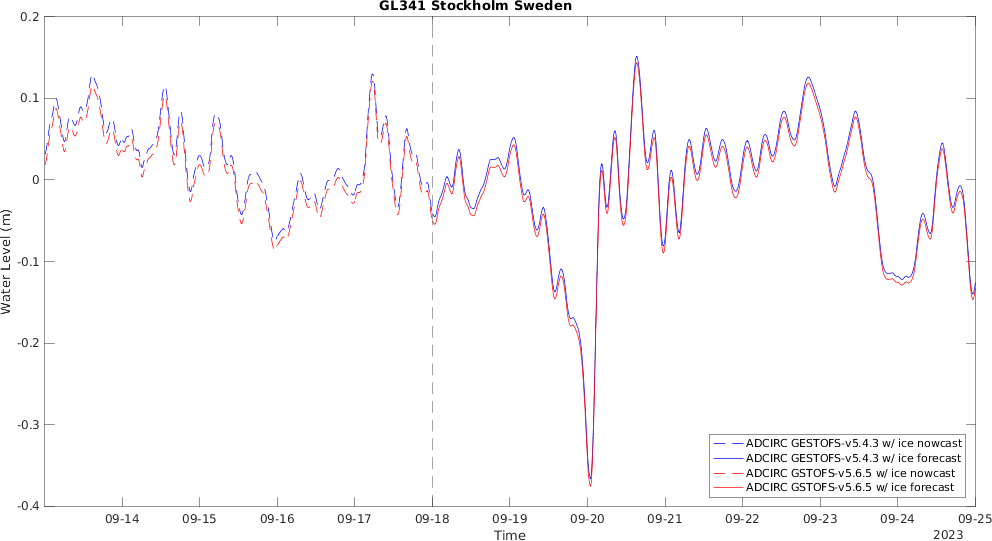 GL341 Stockholm Sweden
0.2
0.1
0
-0.1
-0.2
-0.3
-0.4
Water Level (m)
ADCIRC GESTOFS-v5.4.3 w/ ice nowcast
ADCIRC GESTOFS-v5.4.3 w/ ice forecast
ADCIRC GSTOFS-v5.6.5 w/ ice nowcast
ADCIRC GSTOFS-v5.6.5 w/ ice forecast
09-14 09-15 09-16 09-17 09-18 09-19 09-20 09-21 09-22 09-23 09-24 09-25
Time
2023